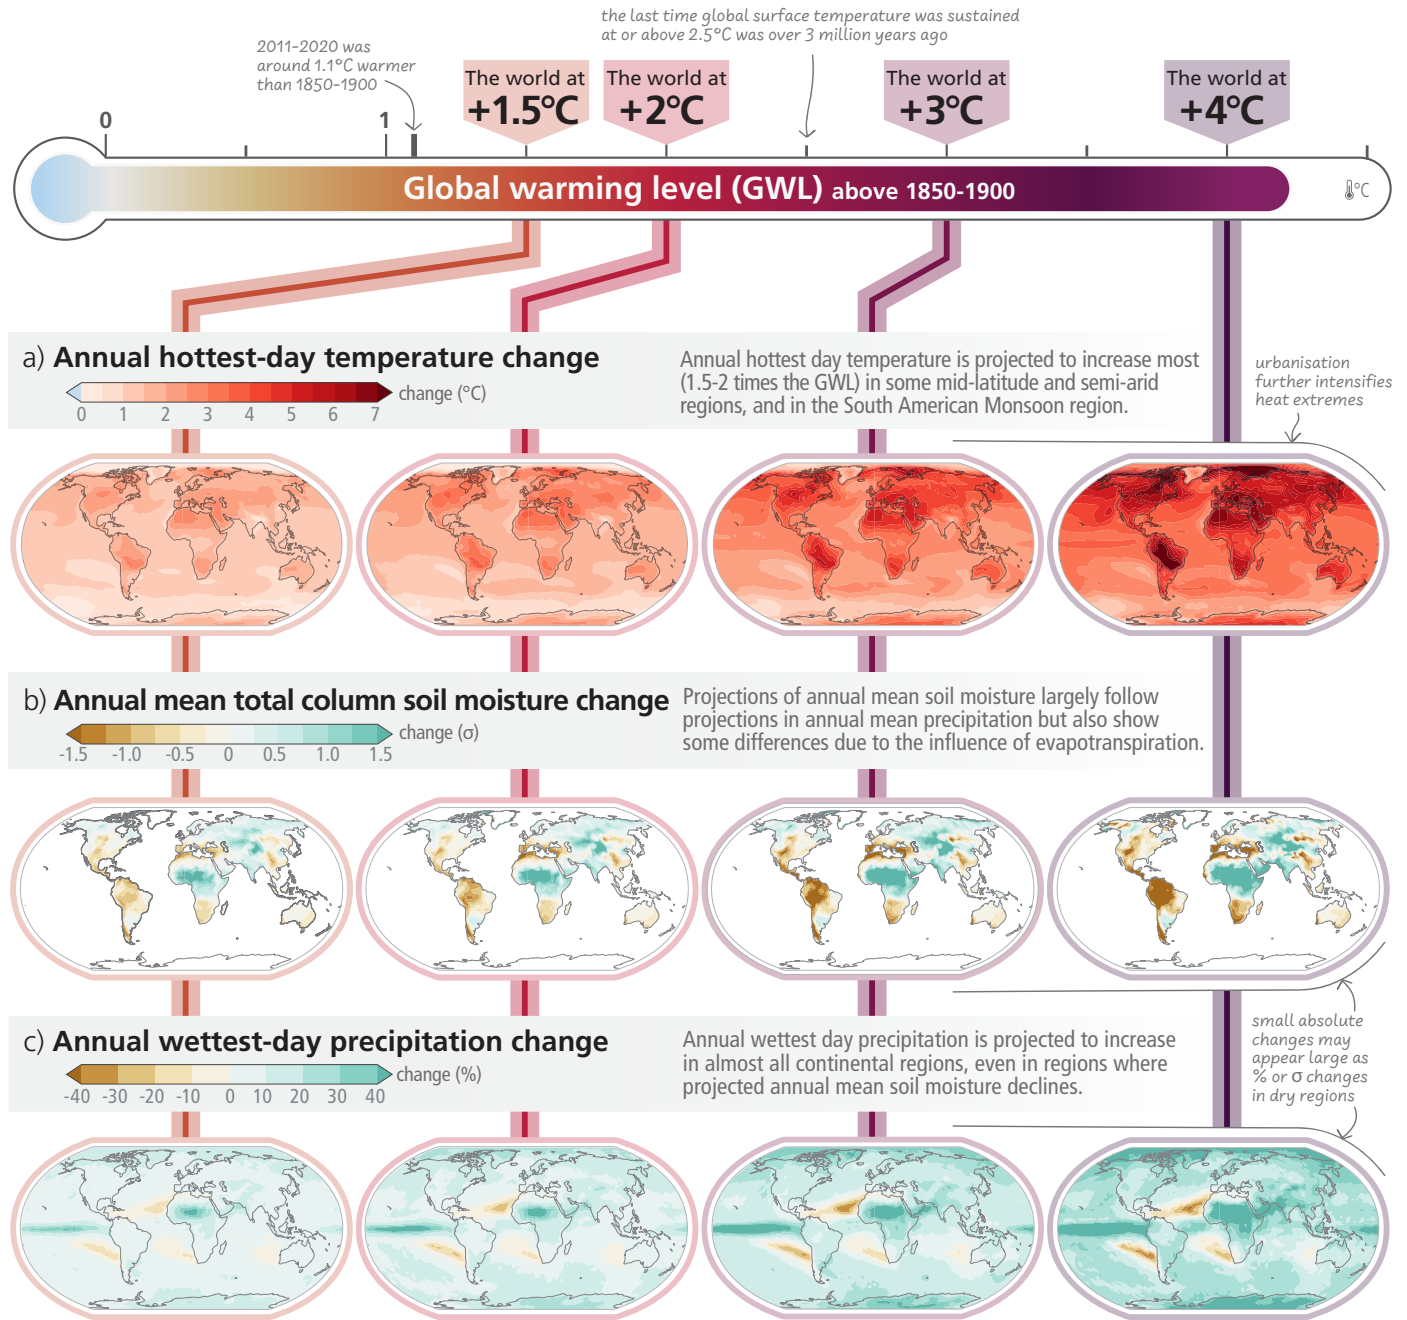 the last time global surface temperature was sustained
at or above 2.5°C was over 3 million years ago
2011-2020 was
around 1.1°C warmer
than 1850-1900
The world at
+1.5°C
The world at
+2°C
The world at
+3°C
The world at
+4°C
0
1
Global warming level (GWL) above 1850-1900
°C
a) Annual hottest-day temperature change
change (°C)
0 1 2 3 4 5 6 7
Annual hottest day temperature is projected to increase most
(1.5-2 times the GWL) in some mid-latitude and semi-arid
regions, and in the South American Monsoon region.
urbanisation
further intensifies
heat extremes
b) Annual mean total column soil moisture change
change (σ)
-1.5 -1.0 -0.5 0 0.5 1.0 1.5
Projections of annual mean soil moisture largely follow
projections in annual mean precipitation but also show
some differences due to the influence of evapotranspiration.
c) Annual wettest-day precipitation change
change (%)
-40 -30 -20 -10 0 10 20 30 40
Annual wettest day precipitation is projected to increase
in almost all continental regions, even in regions where
projected annual mean soil moisture declines.
small absolute
changes may
appear large as
% or σ changes
in dry regions